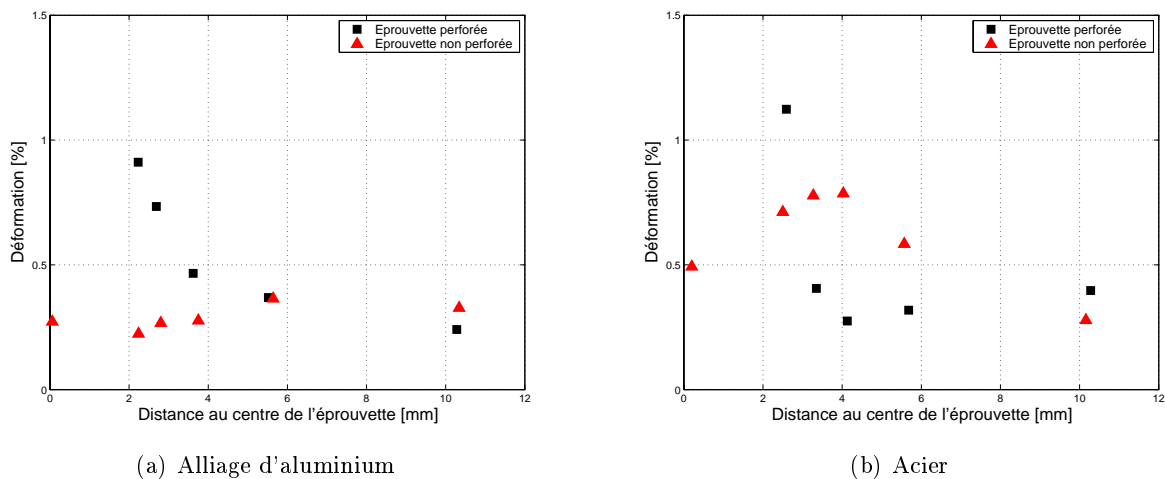 1.5
1
0.5
0
0 2 4 6 8 10 12
Déformation [%]
Distance au centre de l'éprouvette [mm]
Eprouvette perforée
Eprouvette non perforée
(a) Alliage d'aluminium
1.5
1
0.5
0
0 2 4 6 8 10 12
Déformation [%]
Distance au centre de l'éprouvette [mm]
Eprouvette perforée
Eprouvette non perforée
(b) Acier